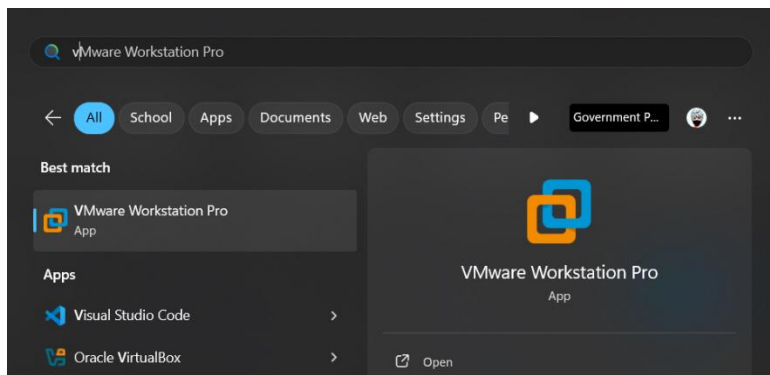 vMware Workstation Pro
All School Apps Documents Web Settings Pe Government P... ...
Best match
VMware Workstation Pro
App
Apps
Visual Studio Code
Oracle VirtualBox
VMware Workstation Pro
App
Open